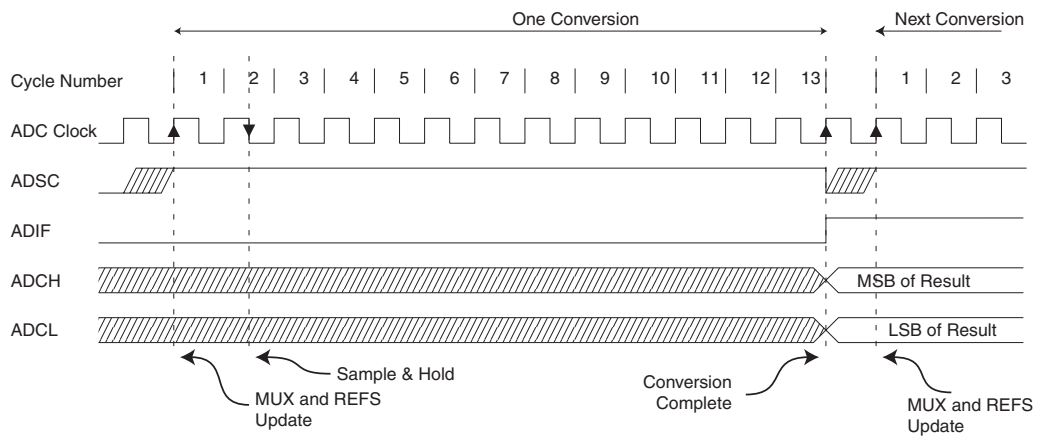 One Conversion
Next Conversion
Cycle Number
1 2 3 4 5 6 7 8 9 10 11 12 13 1 2 3
ADC Clock
ADSC
ADIF
ADCH
MSB of Result
ADCL
LSB of Result
Sample & Hold
MUX and REFS
Update
Conversion
Complete
MUX and REFS
Update